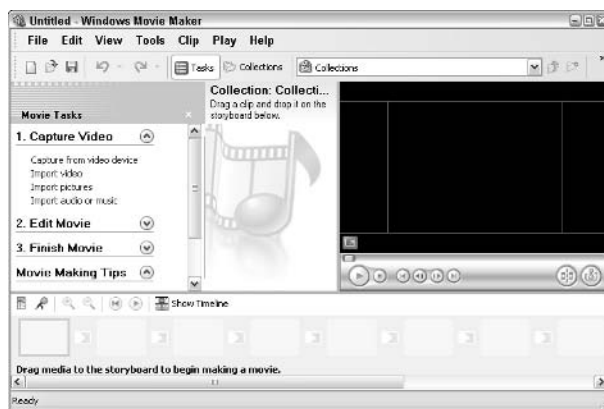 Untitled - Windows Movie Maker
File Edit View Tools Clip Play Help
Tasks Collections Collections
Collection: Collecti...
Drag a clip and drop it on the
storyboard below.
Movie Tasks
1. Capture Video
Capture from video device
Import video
Import pictures
Import audio or music
2. Edit Movie
3. Finish Movie
Movie Making Tips
Show Timeline
Drag media to the storyboard to begin making a movie.
Ready